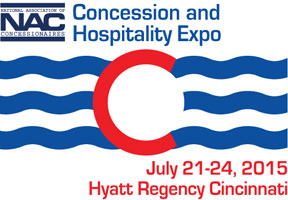 NATIONAL ASSOCIATION OF
NAC
CONCESSIONAIRES
Concession and
Hospitality Expo
July 21-24, 2015
Hyatt Regency Cincinnati